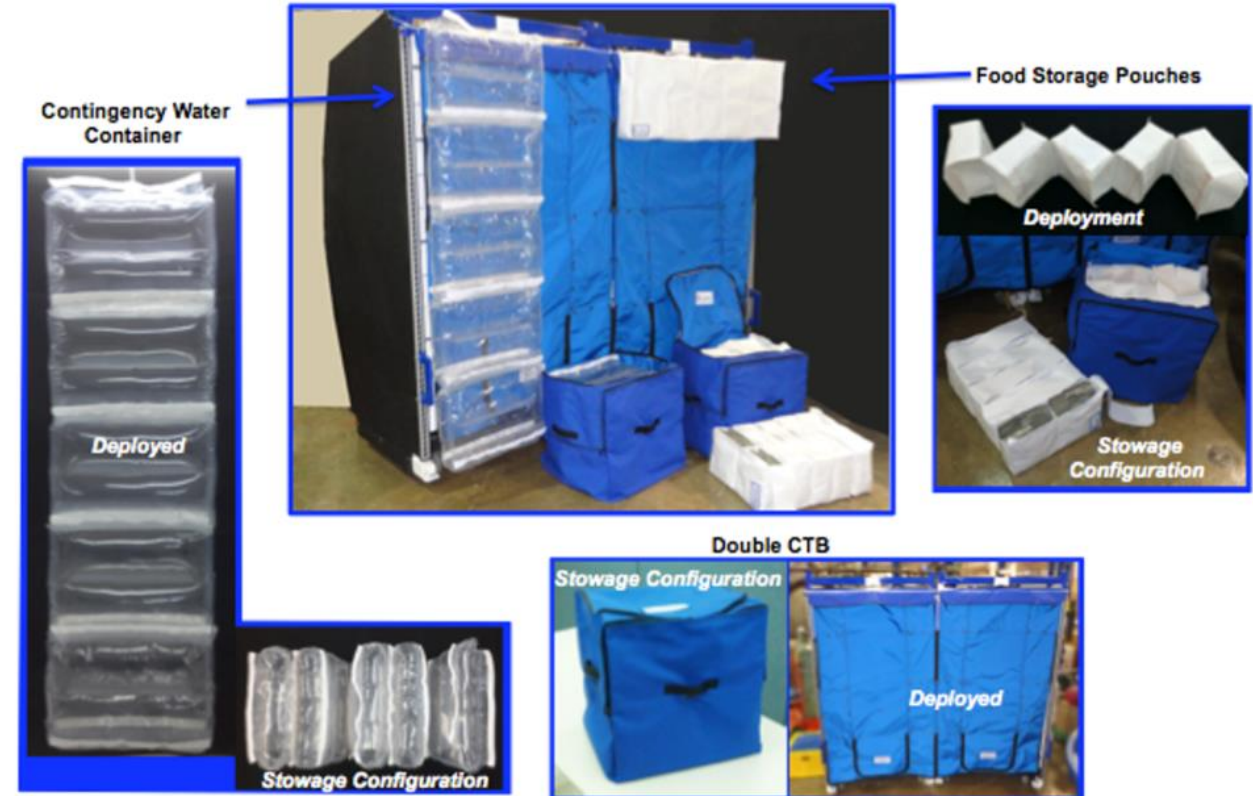 Contingency Water
Container
Food Storage Pouches
Deployed
Stowage Configuration
Deployment
Stowage
Configuration
Double CTB
Stowage Configuration
Deployed